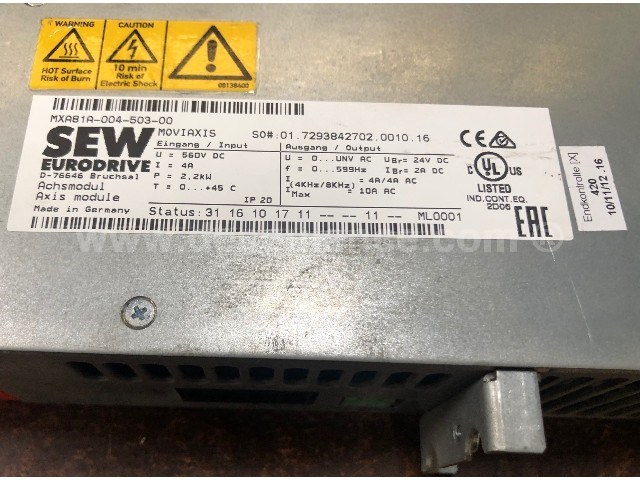 WARNING
HOT Surface
Risk of Burn
CAUTION
10 min
Risk of
Electric Shock
08138400
MXA81A-004-503-00
SEW
EURODRIVE
MOVIAXIS
SO#:01.7293842702.0010.16
Eingang / Input
U = 560V DC
I = 4A
P = 2,2kW
T = 0...+45 C
IP 20
Ausgang / Output
U = 0...UNV AC UBr= 24V DC
f = 0...599Hz IBr= 2A DC
I (4KHz/8KHz) = 4A/4A AC
I Max = 10A AC
D-76646 Bruchsal
Achsmodul
Axis module
Made in Germany
Status: 31 16 10 17 11 -- -- 11 -- ML0001
C UL US
LISTED
IND.CONT.EQ.
2D06
EAC
Endkontrolle [X]
420
10/11/12 .16